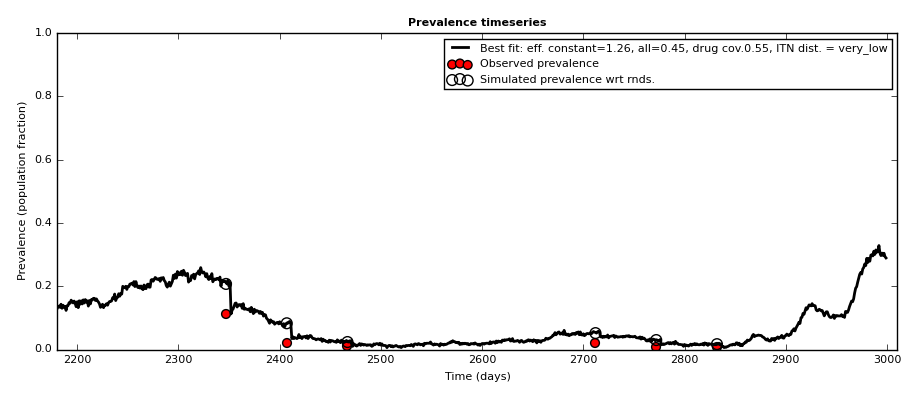 Prevalence timeseries
1.0
0.8
0.6
0.4
0.2
0.0
Prevalence (population fraction)
Best fit: eff. constant=1.26, all=0.45, drug cov.0.55, ITN dist. = very_low
Observed prevalence
Simulated prevalence wrt rnds.
2200 2300 2400 2500 2600 2700 2800 2900 3000
Time (days)